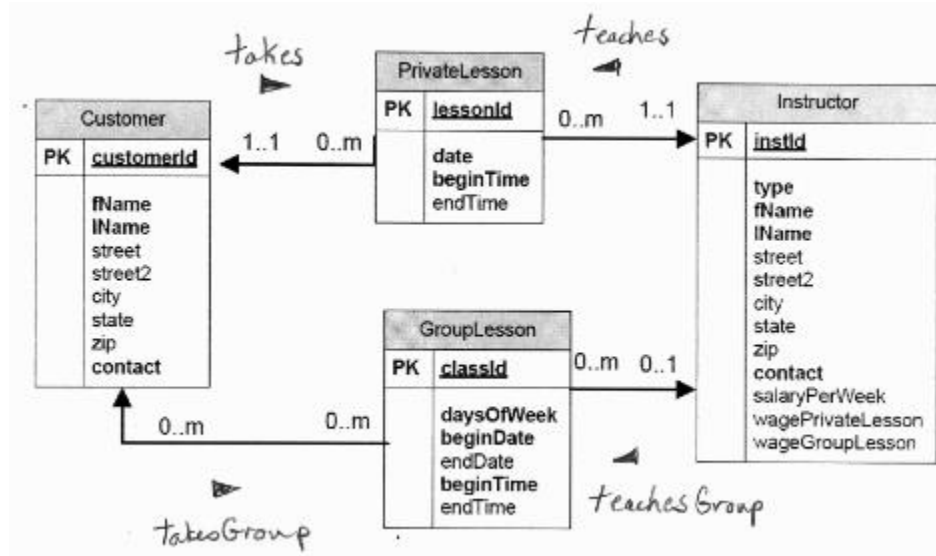 takes
teaches
PrivateLesson
PK lessonId
date
beginTime
endTime
Customer
PK customerId
fName
lName
street
street2
city
state
zip
contact
1..1 0..m
0..m 1..1
Instructor
PK instId
type
fName
lName
street
street2
city
state
zip
contact
salaryPerWeek
wagePrivateLesson
wageGroupLesson
GroupLesson
PK classId
daysOfWeek
beginDate
endDate
beginTime
endTime
0..m 0..1
0..m 0..m
takesGroup
teachesGroup